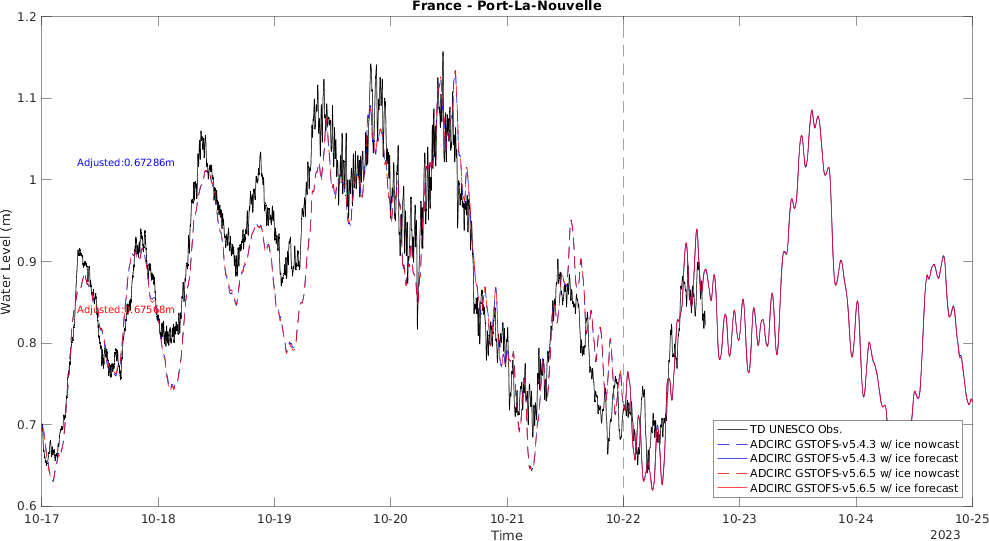 France - Port-La-Nouvelle
1.2
1.1
1
0.9
0.8
0.7
0.6
Water Level (m)
Adjusted:0.67286m
Adjusted:0.67568m
TD UNESCO Obs.
ADCIRC GSTOFS-v5.4.3 w/ ice nowcast
ADCIRC GSTOFS-v5.4.3 w/ ice forecast
ADCIRC GSTOFS-v5.6.5 w/ ice nowcast
ADCIRC GSTOFS-v5.6.5 w/ ice forecast
10-17 10-18 10-19 10-20 10-21 10-22 10-23 10-24 10-25
Time
2023